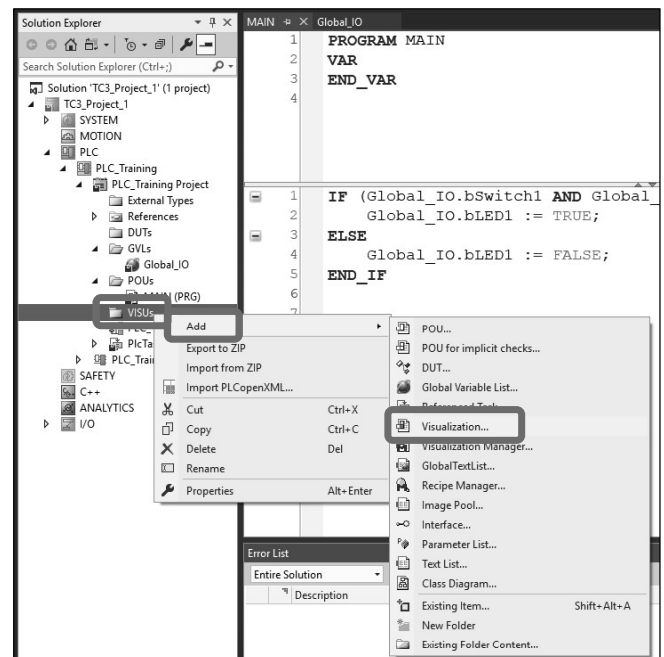 Solution Explorer
Search Solution Explorer (Ctrl+;)
Solution 'TC3_Project_1' (1 project)
TC3_Project_1
SYSTEM
MOTION
PLC
PLC_Training
PLC_Training Project
External Types
References
DUTs
GVLs
Global_IO
POUs
(PRG)
VISUs
PlcTa
PLC_Trai
SAFETY
C++
ANALYTICS
I/O
MAIN Global_IO
1 PROGRAM MAIN
2 VAR
3 END_VAR
4
1 IF (Global_IO.bSwitch1 AND Global_
2 Global_IO.bLED1 := TRUE;
3 ELSE
4 Global_IO.bLED1 := FALSE;
5 END_IF
6
7
Add
Export to ZIP
Import from ZIP
Import PLCopenXML...
Cut Ctrl+X
Copy Ctrl+C
Delete Del
Rename
Properties Alt+Enter
POU...
POU for implicit checks...
DUT...
Global Variable List...
Referenced Task...
Visualization...
Visualization Manager...
GlobalTextList...
Recipe Manager...
Image Pool...
Interface...
Parameter List...
Text List...
Class Diagram...
Existing Item... Shift+Alt+A
New Folder
Existing Folder Content...
Error List
Entire Solution
Description